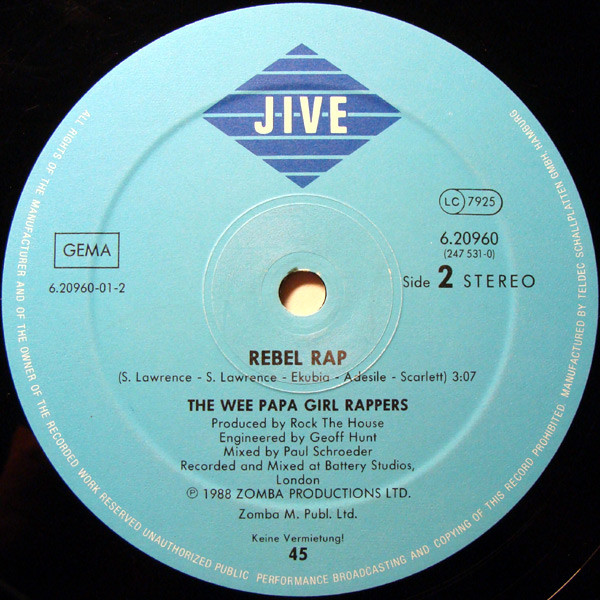 JIVE
LC 7925
GEMA
6.20960
(247 531-0)
6.20960-01-2
Side 2 STEREO
REBEL RAP
(S. Lawrence - S. Lawrence - Ekubia - Adesile - Scarlett) 3:07
THE WEE PAPA GIRL RAPPERS
Produced by Rock The House
Engineered by Geoff Hunt
Mixed by Paul Schroeder
Recorded and Mixed at Battery Studios,
London
℗ 1988 ZOMBA PRODUCTIONS LTD.
Zomba M. Publ. Ltd.
Keine Vermietung!
45
ALL RIGHTS OF THE MANUFACTURER AND OF THE OWNER OF THE RECORDED WORK RESERVED UNAUTHORIZED PUBLIC PERFORMANCE BROADCASTING AND COPYING OF THIS RECORD PROHIBITED. MANUFACTURED BY TELDEC SCHALLPLATTEN GMBH, HAMBURG